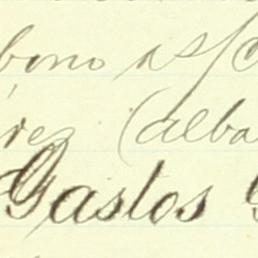 bono a s/c
rez (alba
Gastos G